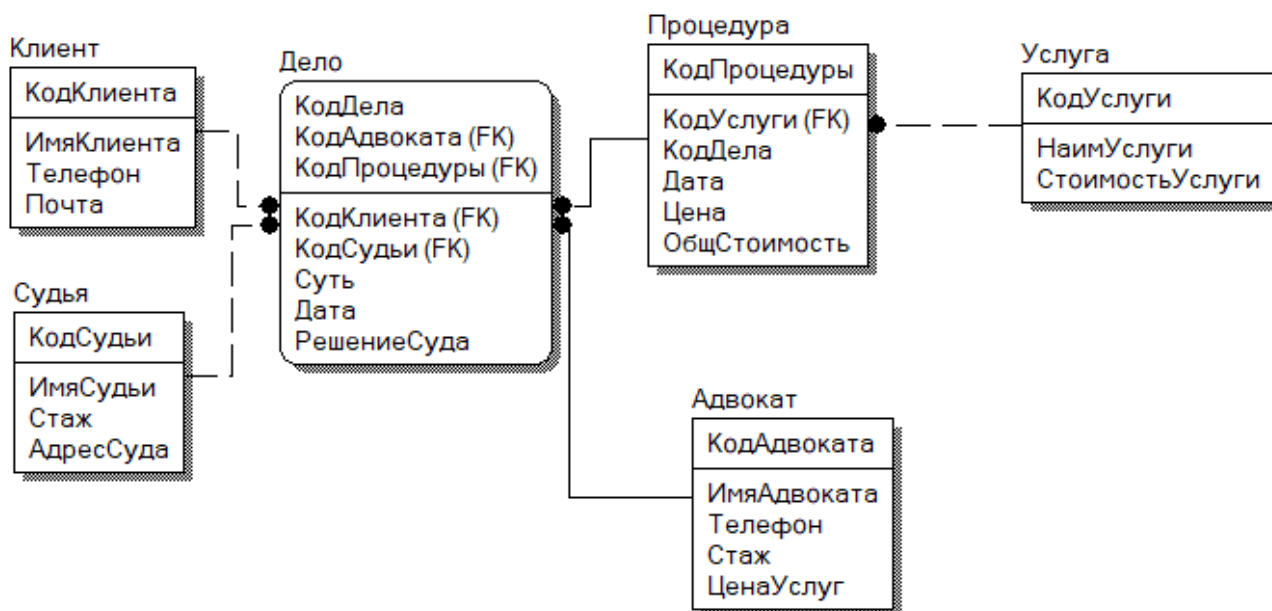 Клиент
КодКлиента
ИмяКлиента
Телефон
Почта
Судья
КодСудьи
ИмяСудьи
Стаж
АдресСуда
Дело
КодДела
КодАдвоката (FK)
КодПроцедуры (FK)
КодКлиента (FK)
КодСудьи (FK)
Суть
Дата
РешениеСуда
Процедура
КодПроцедуры
КодУслуги (FK)
КодДела
Дата
Цена
ОбщСтоимость
Адвокат
КодАдвоката
ИмяАдвоката
Телефон
Стаж
ЦенаУслуг
Услуга
КодУслуги
НаимУслуги
СтоимостьУслуги